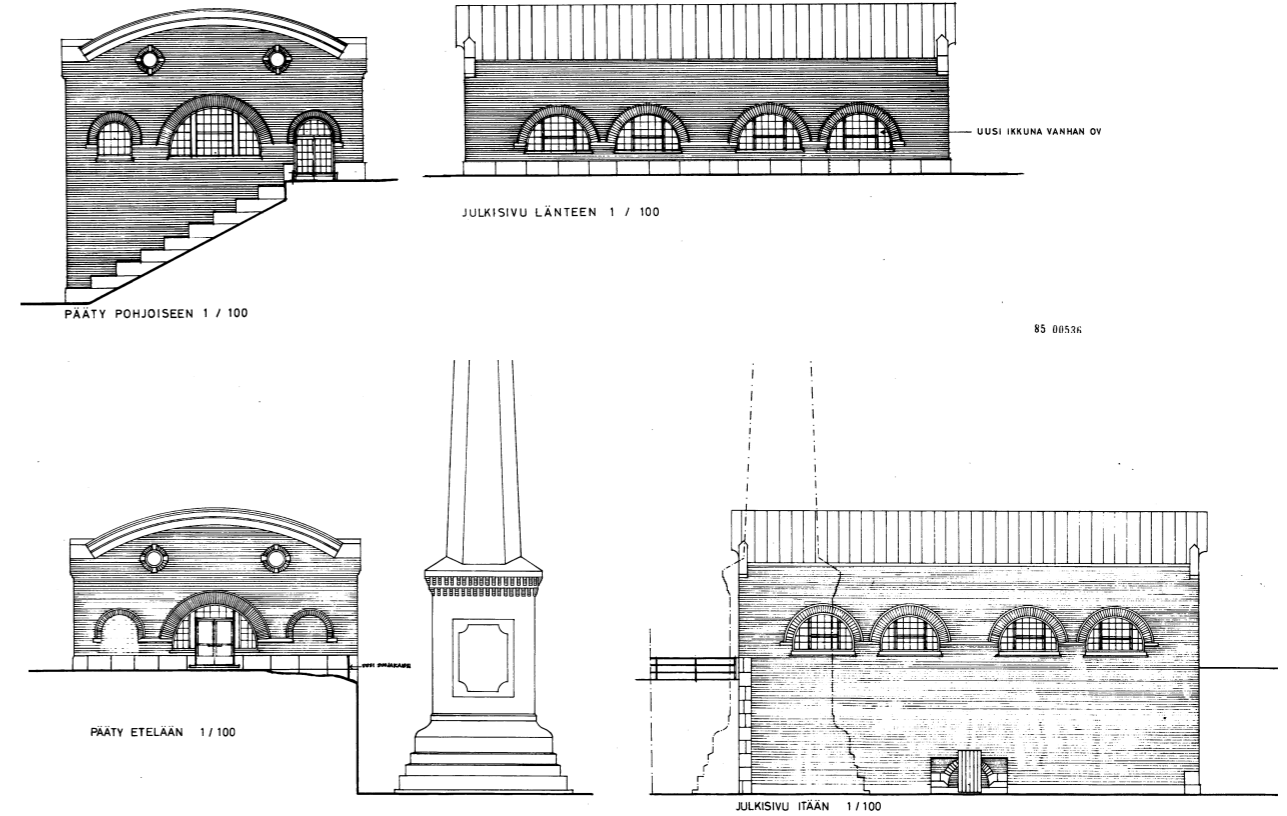 UUSI IKKUNA VANHAN OV
JULKISIVU LÄNTEEN 1 / 100
PÄÄTY POHJOISEEN 1 / 100
85 00536
UUSI
PÄÄTY ETELÄÄN 1/100
JULKISIVU ITÄÄN 1/100